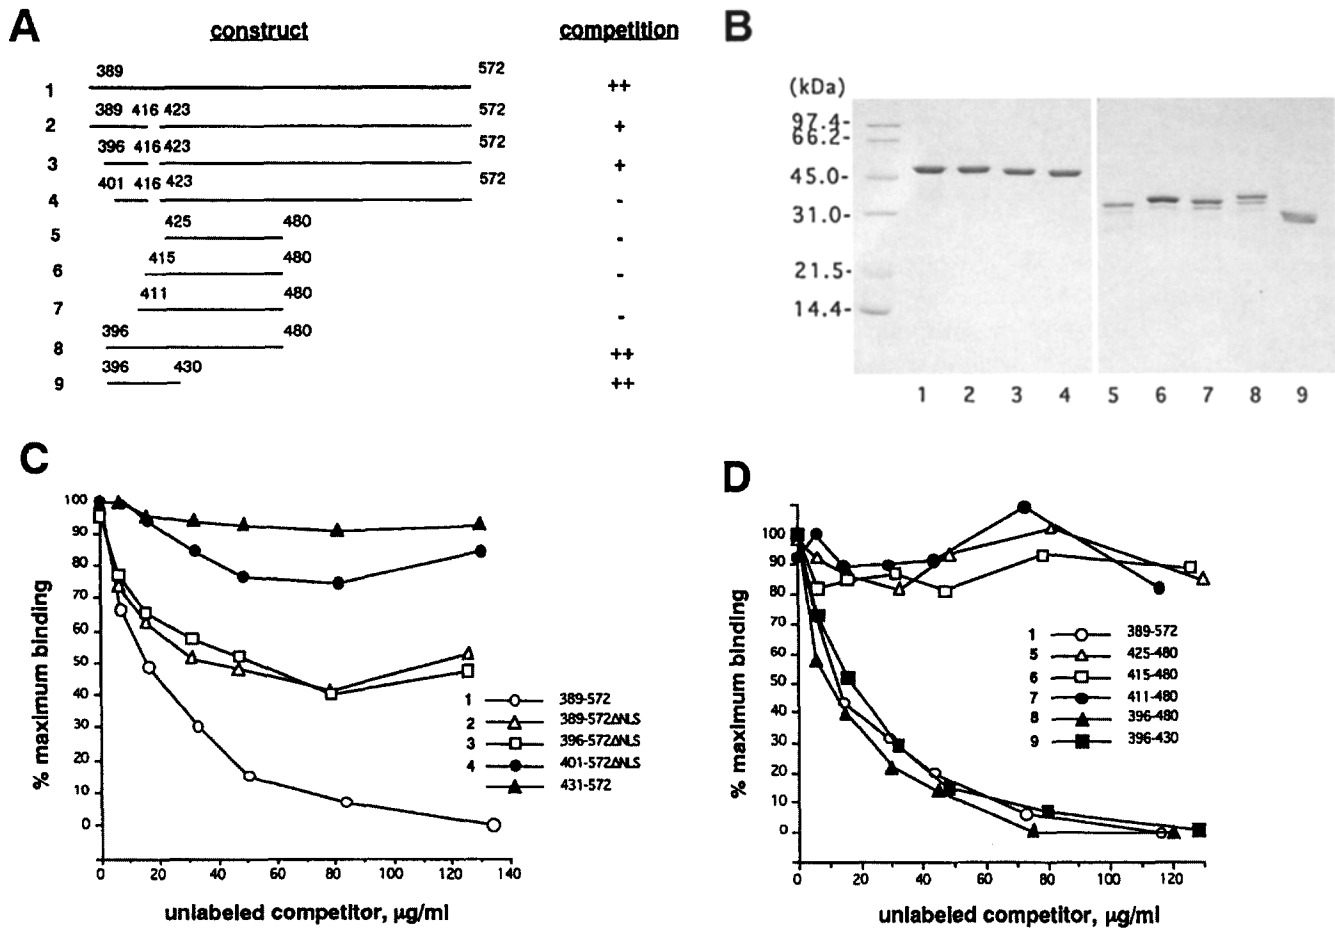 A
construct
competition
389 572
1 ++
389 416 423 572
2 +
396 416 423 572
3 +
401 416 423 572
4 -
425 480
5 -
415 480
6 -
411 480
7 -
396 480
8 ++
396 430
9 ++
B
(kDa)
97.4-
66.2-
45.0-
31.0-
21.5-
14.4-
1 2 3 4 5 6 7 8 9
C
% maximum binding
100
90
80
70
60
50
40
30
20
10
0
0 20 40 60 80 100 120 140
unlabeled competitor, µg/ml
1 389-572
2 389-572ΔNLS
3 396-572ΔNLS
4 401-572ΔNLS
431-572
D
% maximum binding
100
90
80
70
60
50
40
30
20
10
0
0 20 40 60 80 100
unlabeled competitor, µg/ml
1 389-572
5 425-480
6 415-480
7 411-480
8 396-480
9 396-430